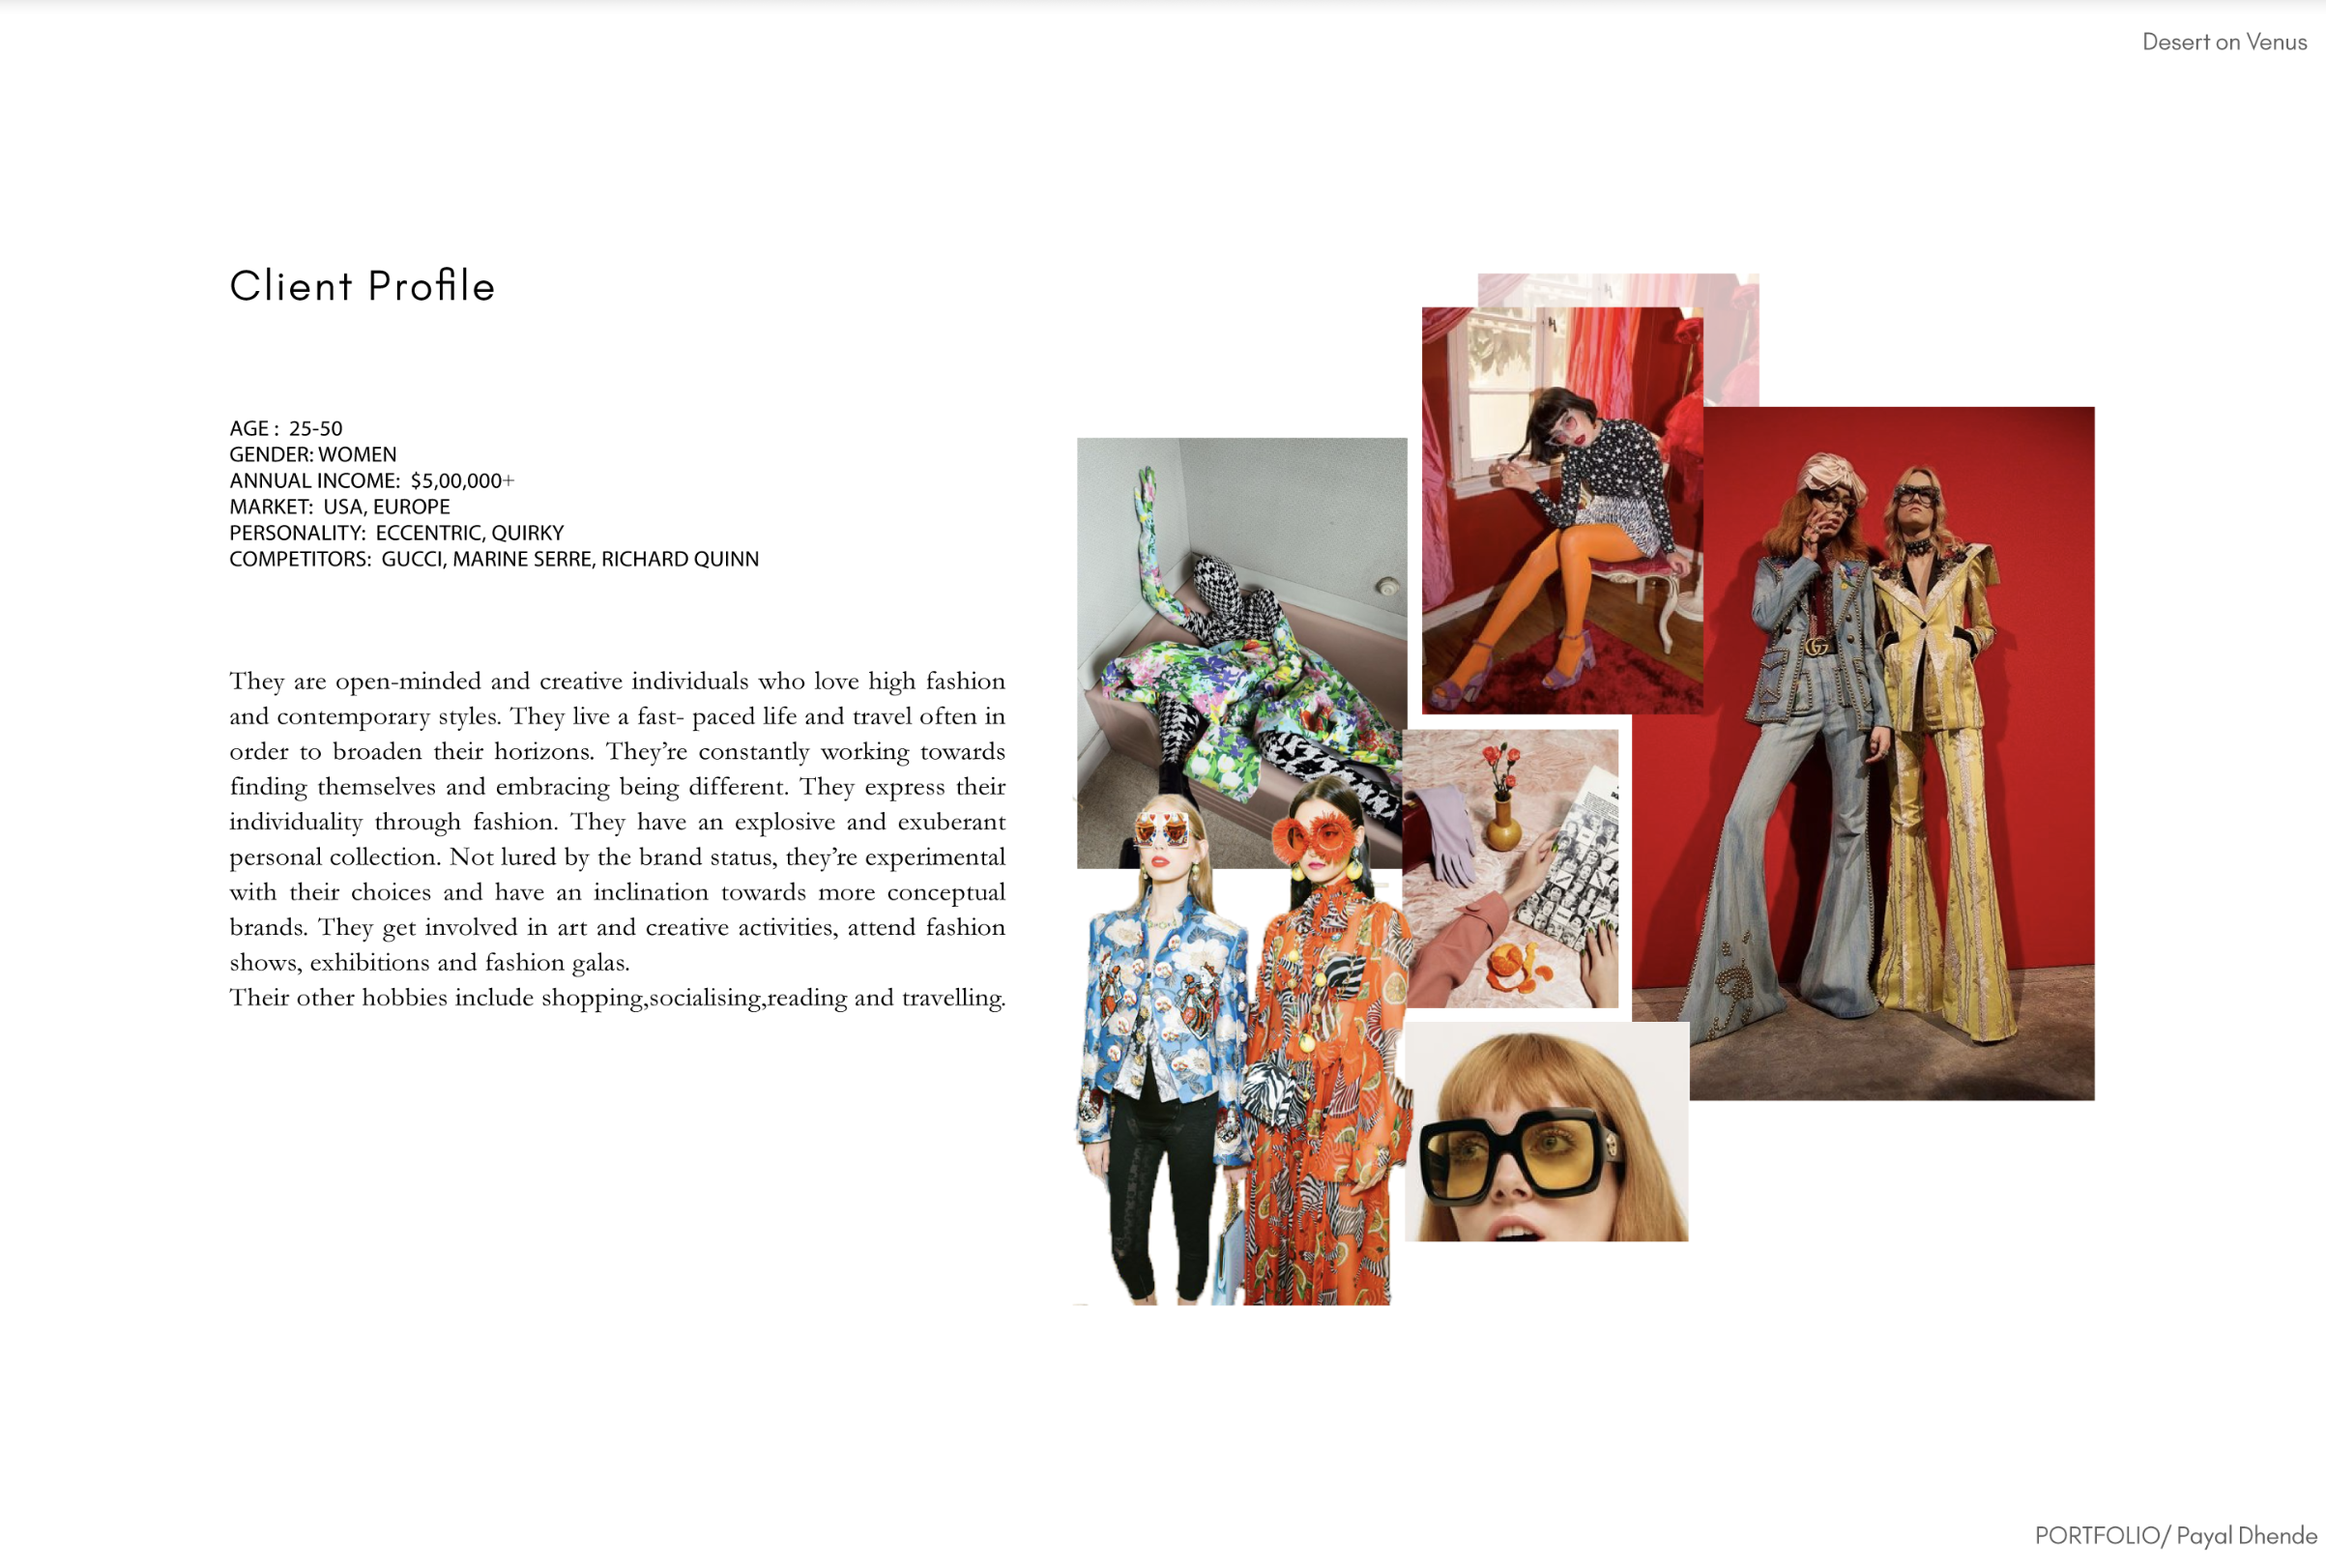 Desert on Venus
Client Profile
AGE :  25-50
GENDER: WOMEN
ANNUAL INCOME:  $5,00,000+
MARKET:  USA, EUROPE
PERSONALITY:  ECCENTRIC, QUIRKY
COMPETITORS:  GUCCI, MARINE SERRE, RICHARD QUINN
They are open-minded and creative individuals who love high fashion
and contemporary styles. They live a fast- paced life and travel often in
order to broaden their horizons. They’re constantly working towards
finding themselves and embracing being different. They express their
individuality through fashion. They have an explosive and exuberant
personal collection. Not lured by the brand status, they’re experimental
with their choices and have an inclination towards more conceptual
brands. They get involved in art and creative activities, attend fashion
shows, exhibitions and fashion galas.
Their other hobbies include shopping,socialising,reading and travelling.
PORTFOLIO/ Payal Dhende